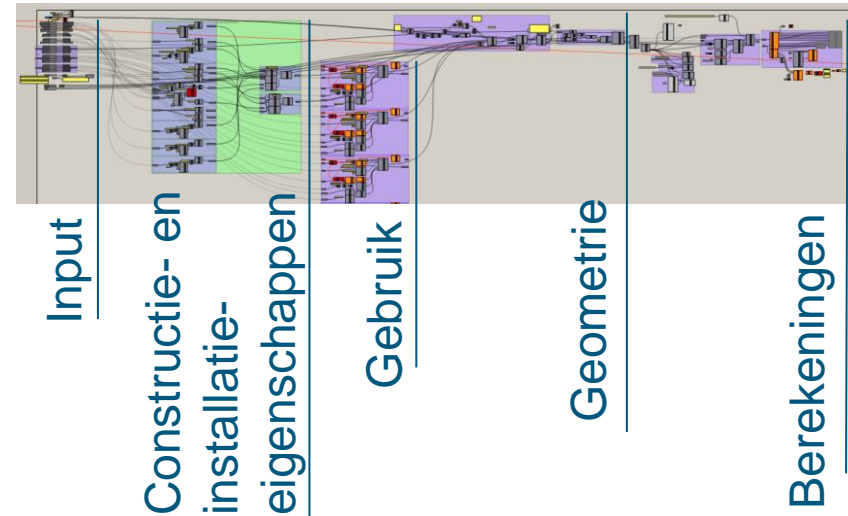 Input
Constructie- en
installatie-
eigenschappen
Gebruik
Geometrie
Berekeningen